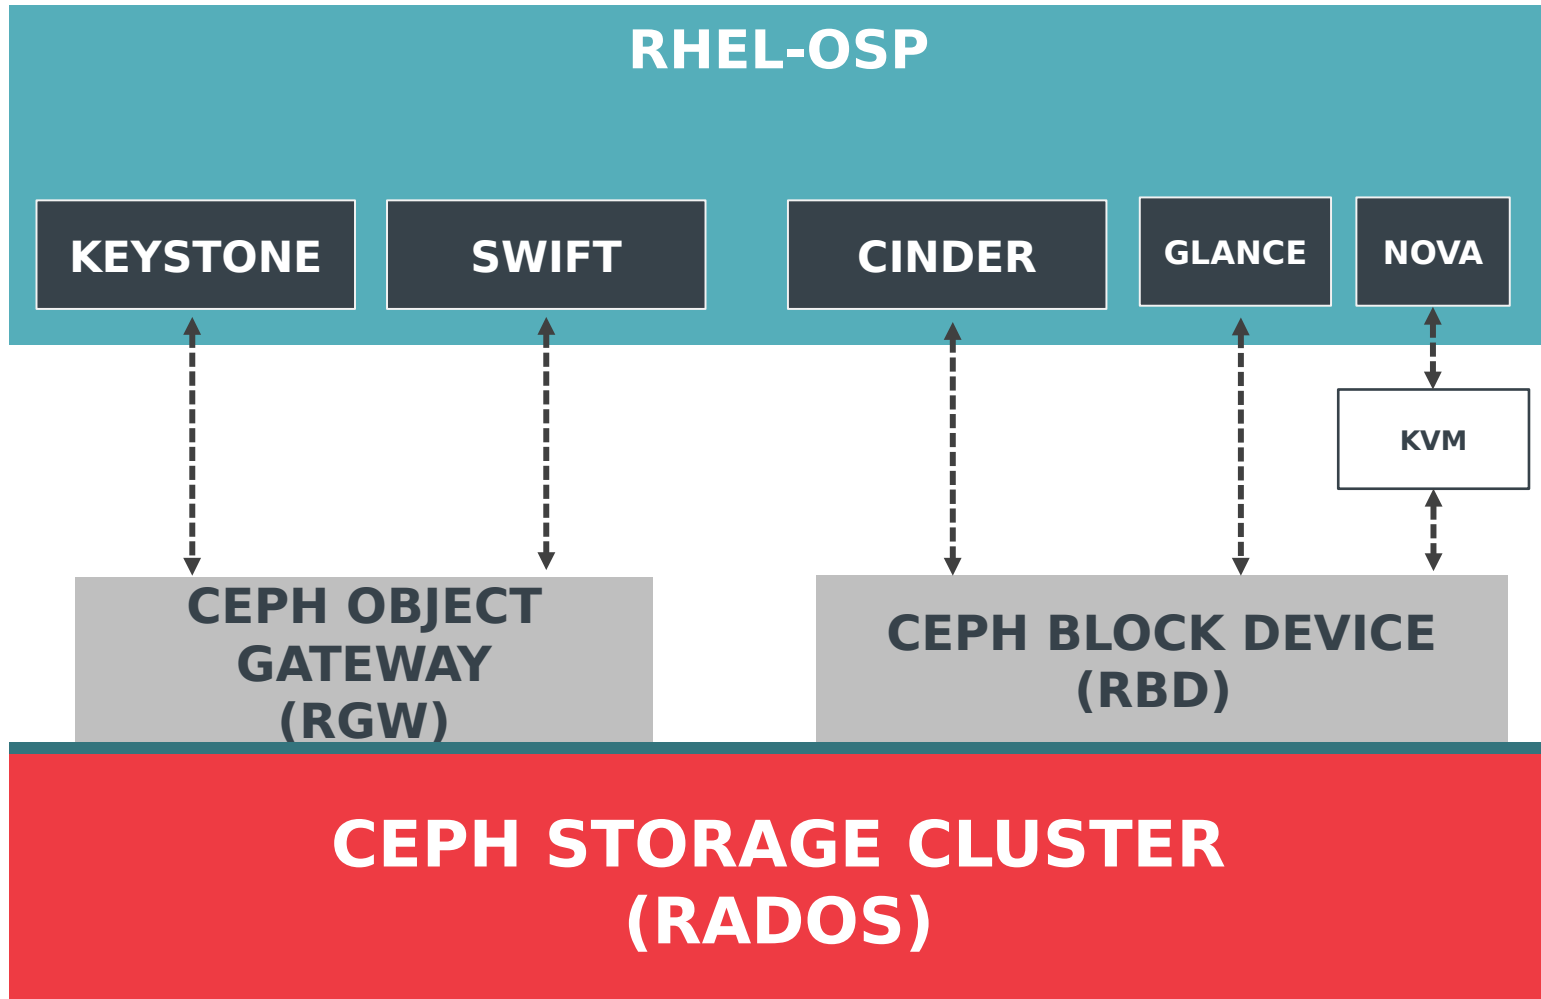 RHEL-OSP
KEYSTONE
SWIFT
CINDER
GLANCE
NOVA
KVM
CEPH OBJECT
GATEWAY
(RGW)
CEPH BLOCK DEVICE
(RBD)
CEPH STORAGE CLUSTER
(RADOS)